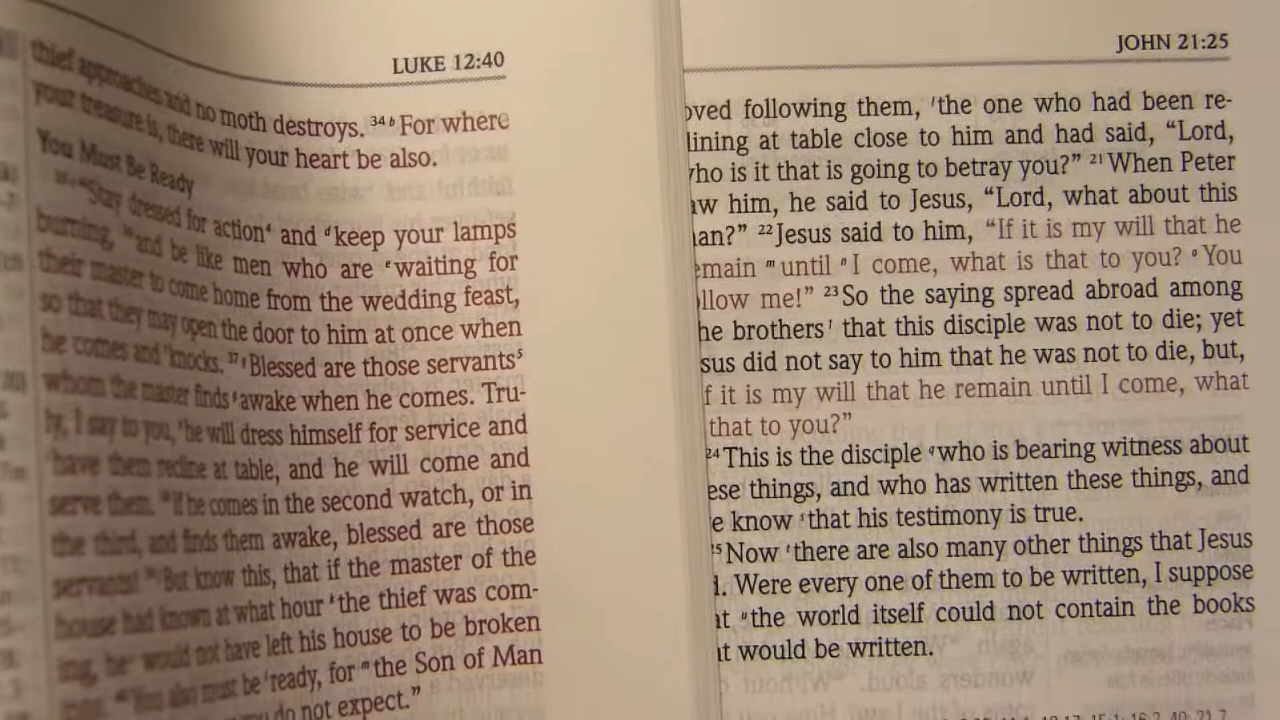 LUKE 12:40
thief approaches and no moth destroys. 34 b For where
your treasure is, there will your heart be also.
You Must Be Ready
"Stay dressed for action4 and d keep your lamps
burning, and be like men who are e waiting for
their master to come home from the wedding feast,
so that they may open the door to him at once when
he comes and knocks. 37 Blessed are those servants5
whom the master finds awake when he comes. Tru-
ly, I say to you, he will dress himself for service and
have them recline at table, and he will come and
serve them. If he comes in the second watch, or in
the third, and finds them awake, blessed are those
servants! But know this, that if the master of the
house had known at what hour the thief was com-
ing, he would not have left his house to be broken
You also must be ready, for m the Son of Man
do not expect."
JOHN 21:25
oved following them, l the one who had been re-
lining at table close to him and had said, "Lord,
ho is it that is going to betray you?" 21 When Peter
aw him, he said to Jesus, "Lord, what about this
an?" 22 Jesus said to him, "If it is my will that he
emain m until n I come, what is that to you? o You
llow me!" 23 So the saying spread abroad among
he brothers that this disciple was not to die; yet
sus did not say to him that he was not to die, but,
f it is my will that he remain until I come, what
that to you?"
24 This is the disciple q who is bearing witness about
ese things, and who has written these things, and
e know that his testimony is true.
Now there are also many other things that Jesus
d. Were every one of them to be written, I suppose
at u the world itself could not contain the books
at would be written.